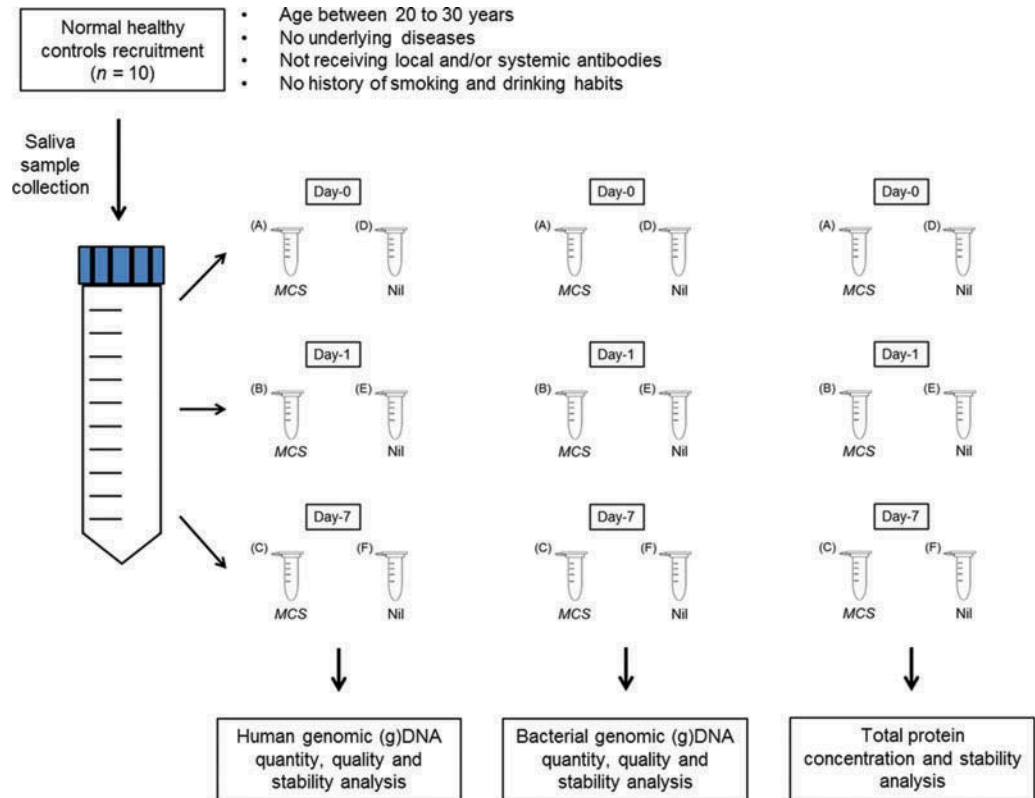 Normal healthy
controls recruitment
(n = 10)
• Age between 20 to 30 years
• No underlying diseases
• Not receiving local and/or systemic antibodies
• No history of smoking and drinking habits
Saliva
sample
collection
Day-0
(A)
(D)
MCS
Nil
Day-0
(A)
(D)
MCS
Nil
Day-0
(A)
(D)
MCS
Nil
Day-1
(B)
(E)
MCS
Nil
Day-1
(B)
(E)
MCS
Nil
Day-1
(B)
(E)
MCS
Nil
Day-7
(C)
(F)
MCS
Nil
Day-7
(C)
(F)
MCS
Nil
Day-7
(C)
(F)
MCS
Nil
Human genomic (g)DNA
quantity, quality and
stability analysis
Bacterial genomic (g)DNA
quantity, quality and
stability analysis
Total protein
concentration and stability
analysis